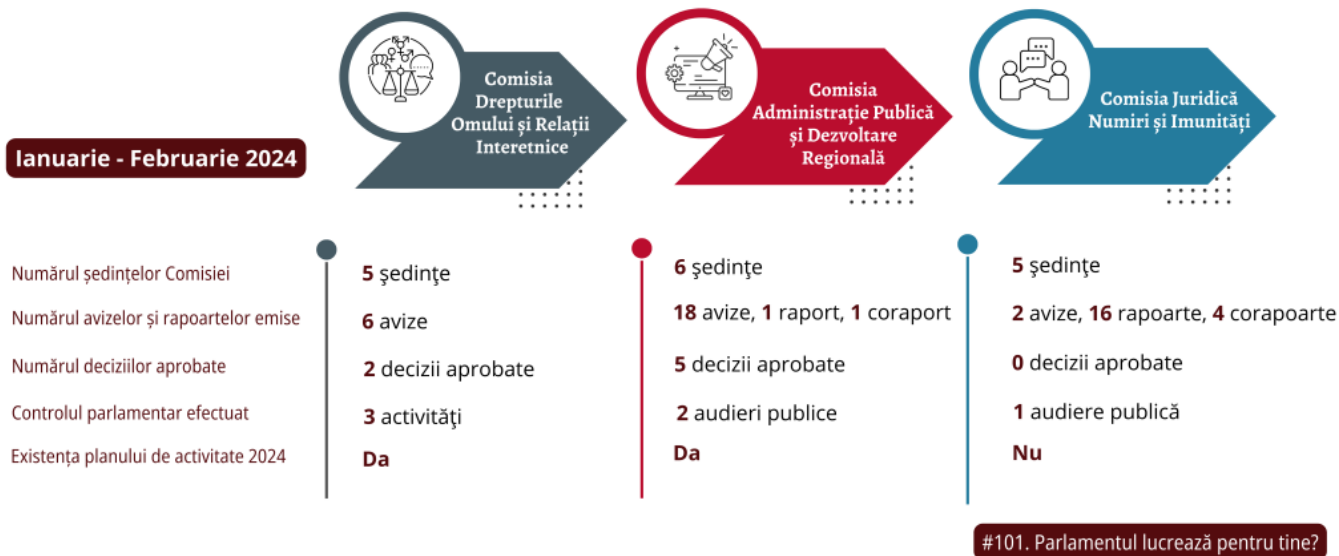 Comisia
Drepturile
Omului și Relații
Interetnice
Comisia
Administrație Publică
și Dezvoltare
Regională
Comisia Juridică
Numiri și Imunități
Ianuarie - Februarie 2024
Numărul ședințelor Comisiei
5 şedinţe
6 şedinţe
5 şedinţe
Numărul avizelor și rapoartelor emise
6 avize
18 avize, 1 raport, 1 coraport
2 avize, 16 rapoarte, 4 corapoarte
Numărul deciziilor aprobate
2 decizii aprobate
5 decizii aprobate
0 decizii aprobate
Controlul parlamentar efectuat
3 activităţi
2 audieri publice
1 audiere publică
Existența planului de activitate 2024
Da
Da
Nu
#101. Parlamentul lucrează pentru tine?